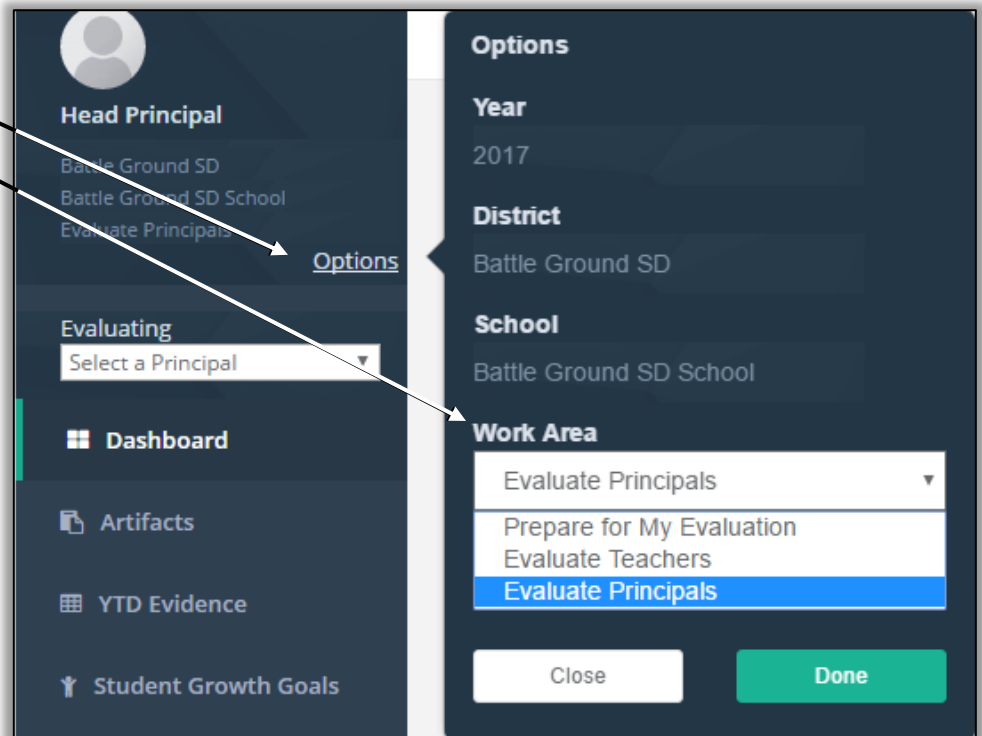 Head Principal
Battle Ground SD
Battle Ground SD School
Evaluate Principals
Options
Evaluating
Select a Principal
Dashboard
Artifacts
YTD Evidence
Student Growth Goals
Options
Year
2017
District
Battle Ground SD
School
Battle Ground SD School
Work Area
Evaluate Principals
Prepare for My Evaluation
Evaluate Teachers
Evaluate Principals
Close
Done